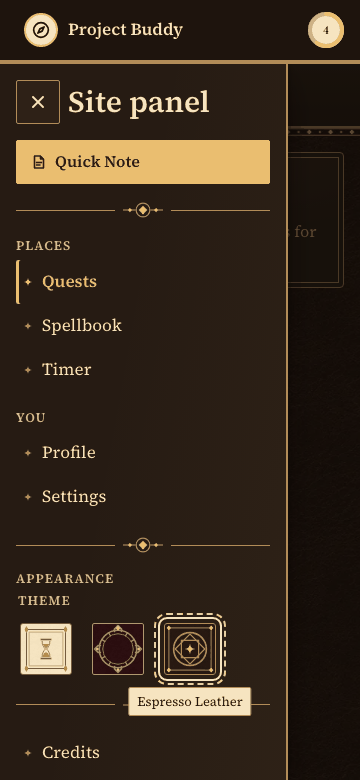 Project Buddy
4
Site panel
Quick Note
PLACES
Quests
s for
Spellbook
Timer
YOU
Profile
Settings
APPEARANCE
THEME
Espresso Leather
Credits